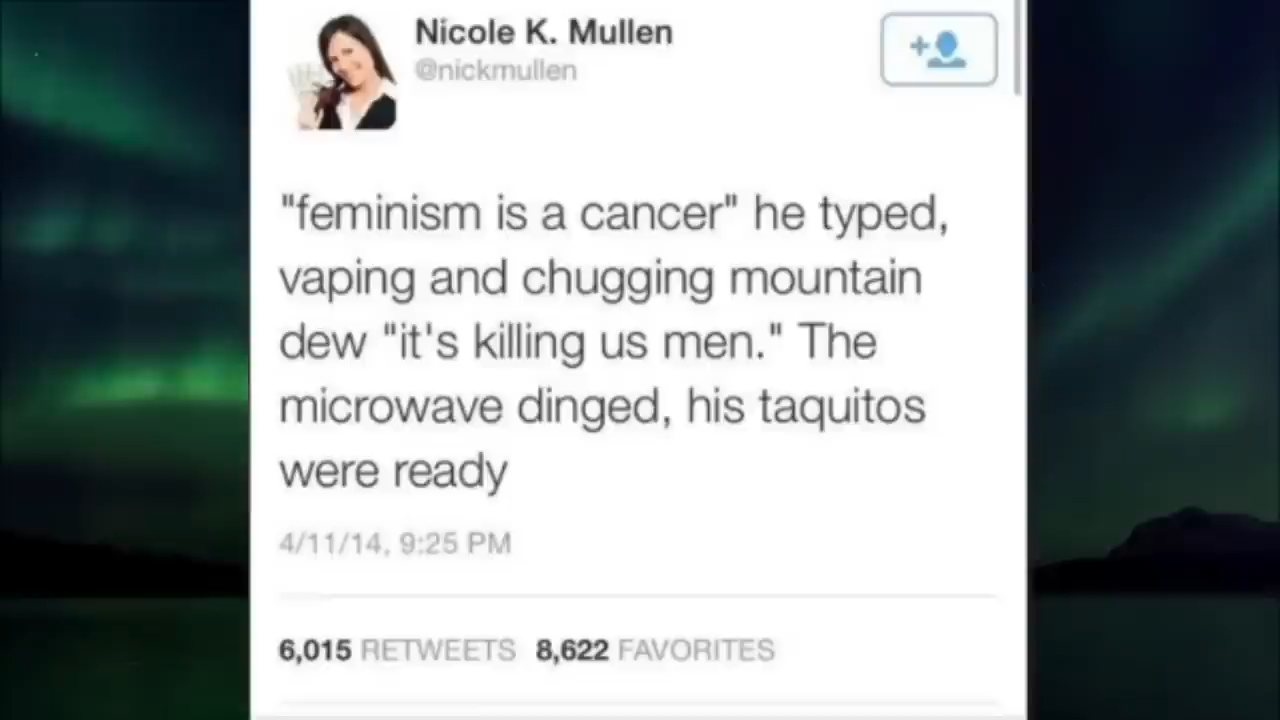 Nicole K. Mullen
@nickmullen
"feminism is a cancer" he typed,
vaping and chugging mountain
dew "it's killing us men." The
microwave dinged, his taquitos
were ready
4/11/14, 9:25 PM
6,015 RETWEETS 8,622 FAVORITES